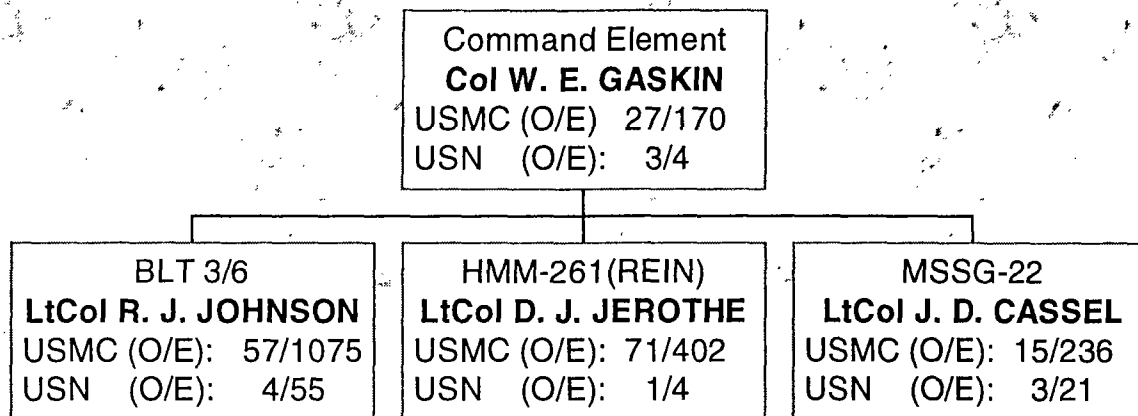 Command Element
Col W. E. GASKIN
USMC (O/E) 27/170
USN (O/E): 3/4
BLT 3/6
LtCol R. J. JOHNSON
USMC (O/E): 57/1075
USN (O/E): 4/55
HMM-261(REIN)
LtCol D. J. JEROTHE
USMC (O/E): 71/402
USN (O/E): 1/4
MSSG-22
LtCol J. D. CASSEL
USMC (O/E): 15/236
USN (O/E): 3/21